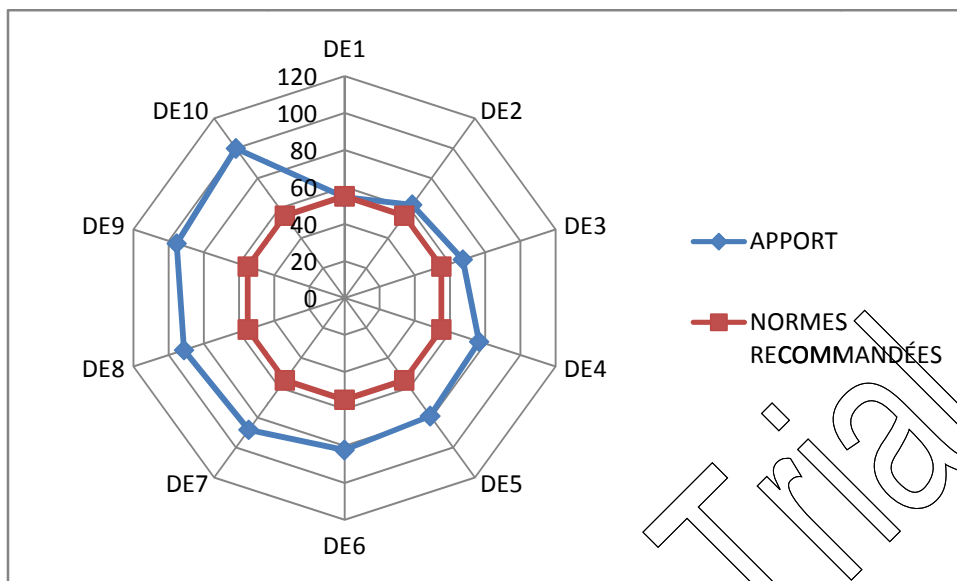 DE1
120
100
80
60
40
20
0
DE2
DE3
DE4
DE5
DE6
DE7
DE8
DE9
DE10
APPORT
NORMES
RECOMMANDÉES
Trial